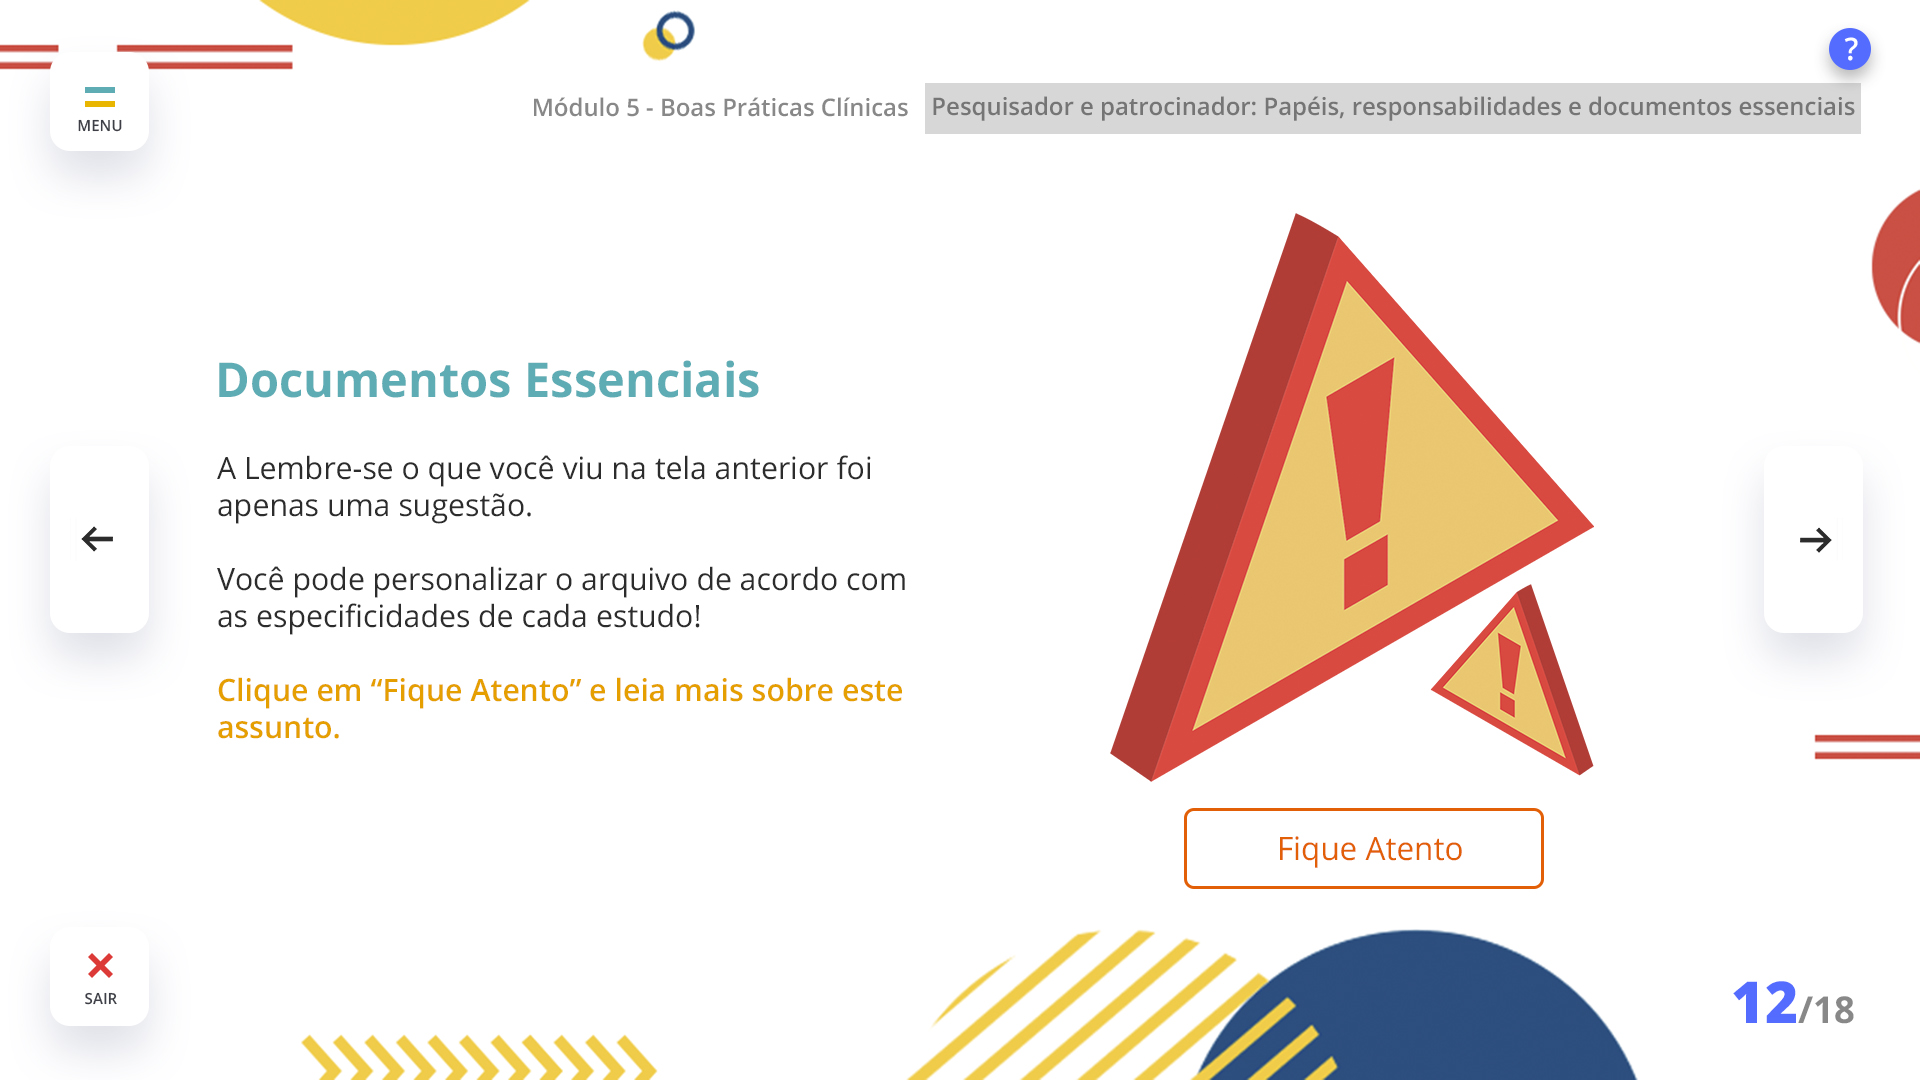 ?
MENU
Módulo 5 - Boas Práticas Clínicas Pesquisador e patrocinador: Papéis, responsabilidades e documentos essenciais
Documentos Essenciais
A Lembre-se o que você viu na tela anterior foi
apenas uma sugestão.
Você pode personalizar o arquivo de acordo com
as especificidades de cada estudo!
Clique em “Fique Atento” e leia mais sobre este
assunto.
Fique Atento
SAIR
12/18